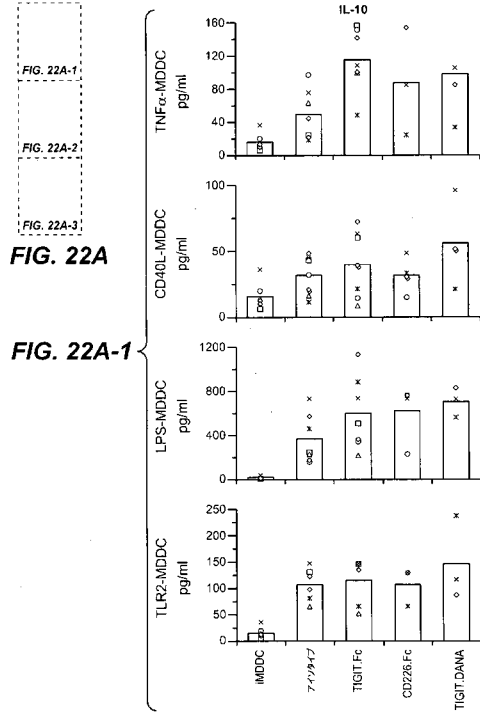 FIG. 22A-1
FIG. 22A-2
FIG. 22A-3
FIG. 22A
FIG. 22A-1
IL-10
TNFα-MDDC
pg/ml
160
120
80
40
0
CD40L-MDDC
pg/ml
100
50
0
LPS-MDDC
pg/ml
1200
800
400
0
TLR2-MDDC
pg/ml
250
200
150
100
50
0
iMDDC
アイソタイプ
TIGIT.Fc
CD226.Fc
TIGIT.DANA